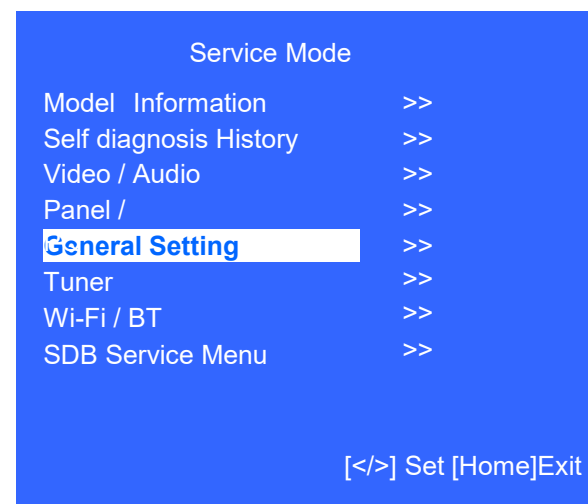 Service Mode
Model Information >>
Self diagnosis History >>
Video / Audio >>
Panel / >>
General Setting >>
Tuner >>
Wi-Fi / BT >>
SDB Service Menu >>
[</>] Set [Home]Exit